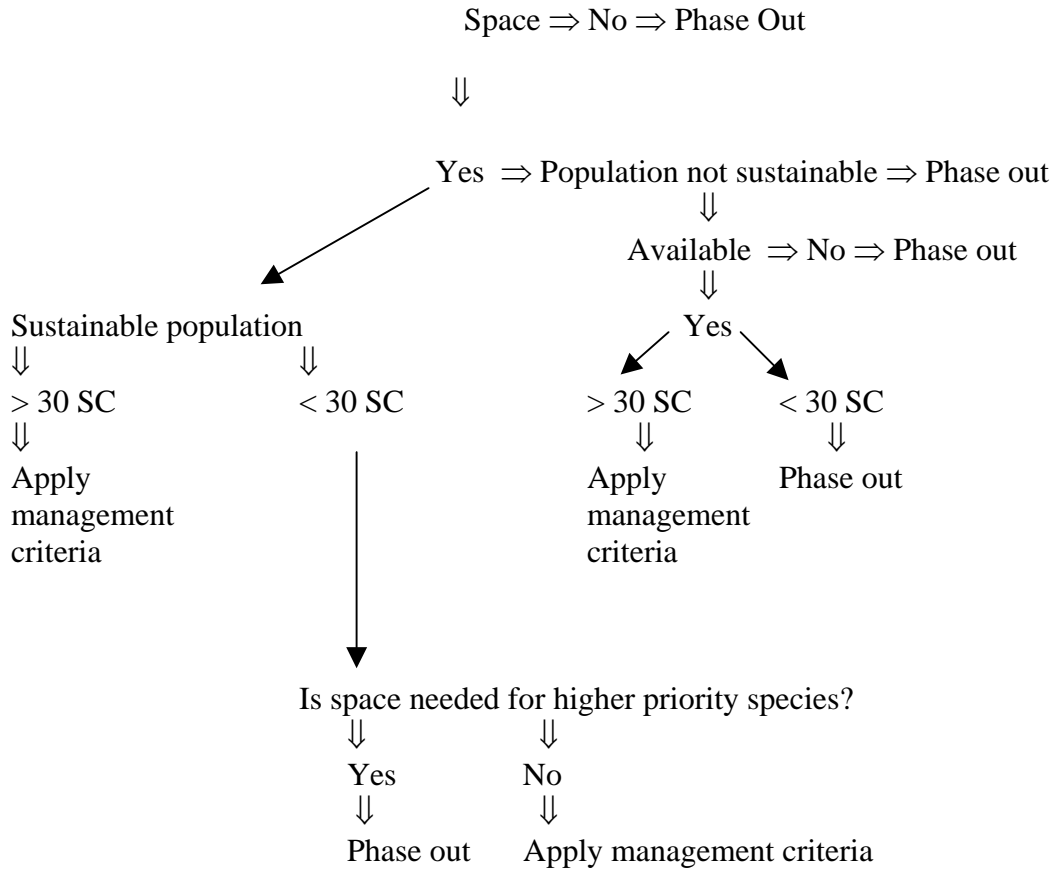 Space ⇒ No ⇒ Phase Out
⇓
Yes ⇒ Population not sustainable ⇒ Phase out
⇓
Available ⇒ No ⇒ Phase out
⇓
Sustainable population Yes
⇓ ⇓
> 30 SC < 30 SC > 30 SC < 30 SC
⇓ ⇓ ⇓
Apply management criteria Apply management criteria Phase out
Is space needed for higher priority species?
⇓ ⇓
Yes No
⇓ ⇓
Phase out Apply management criteria